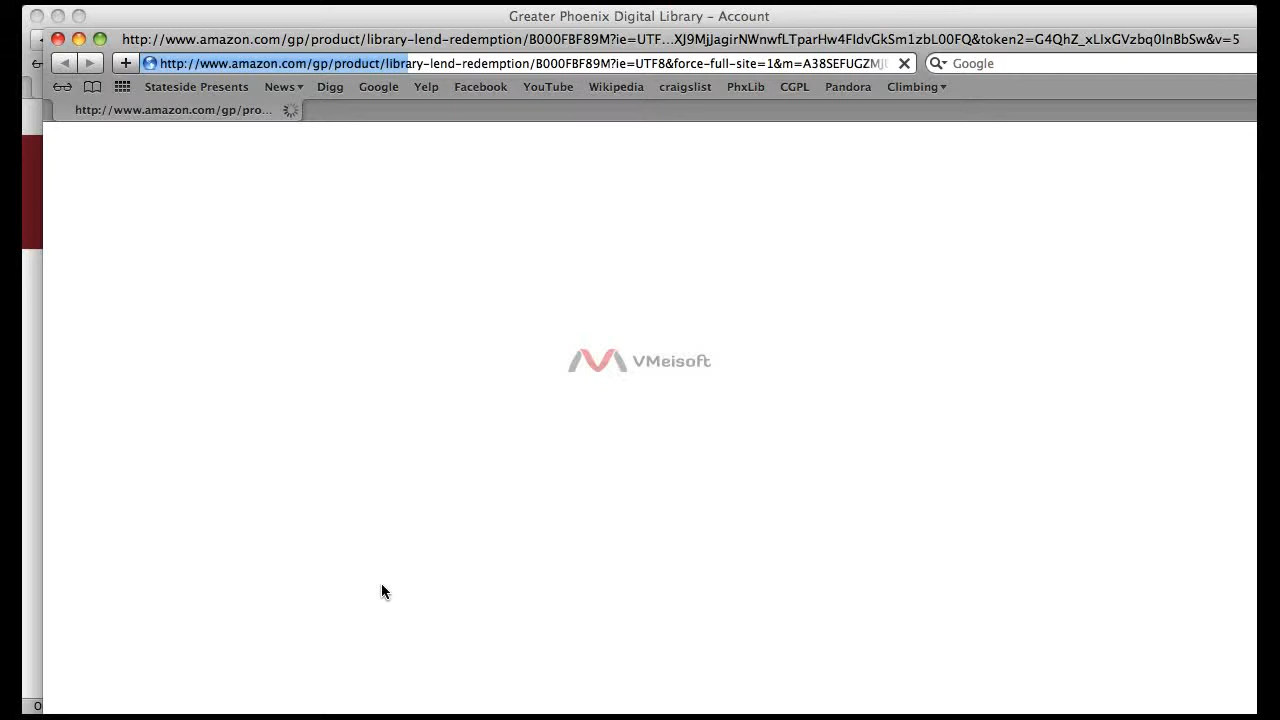 Greater Phoenix Digital Library – Account
http://www.amazon.com/gp/product/library-lend-redemption/B000FBF89M?ie=UTF...XJ9MjJagirNWnwfLTparHw4FIdvGkSm1zbL00FQ&token2=G4QhZ_xLIxGVzbq0InBbSw&v=5
http://www.amazon.com/gp/product/library-lend-redemption/B000FBF89M?ie=UTF8&force-full-site=1&m=A38SEFUGZMJ Google
Stateside Presents News Digg Google Yelp Facebook YouTube Wikipedia craigslist PhxLib CGPL Pandora Climbing
http://www.amazon.com/gp/pro...
VMeisoft